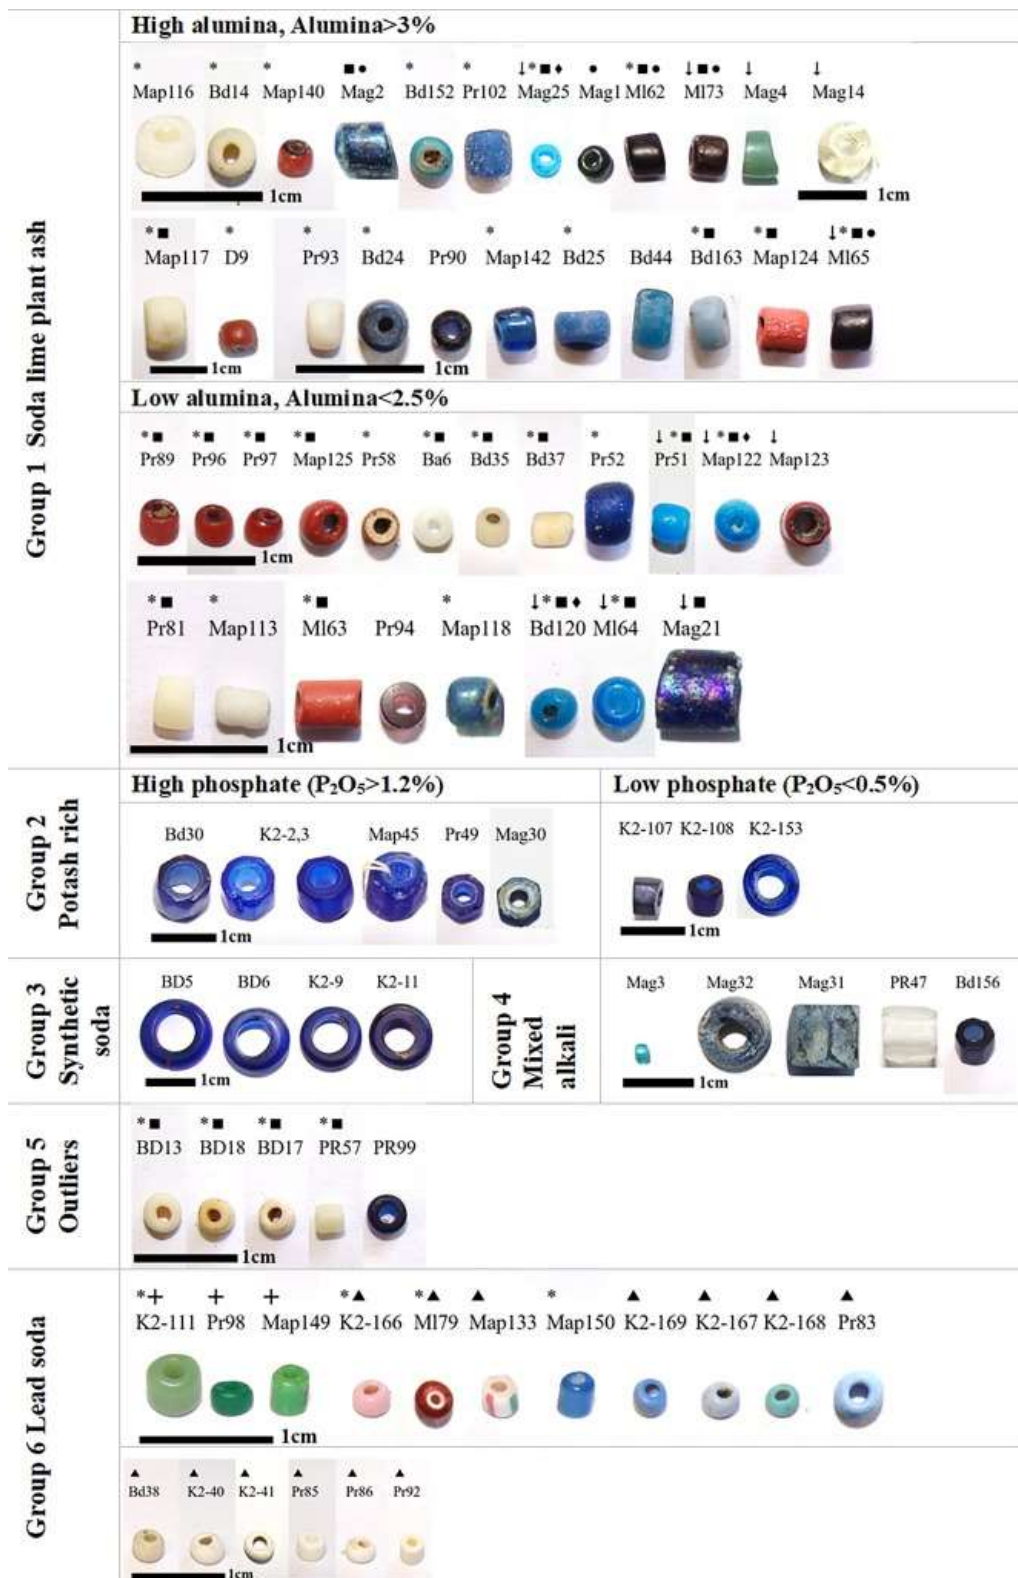 High alumina, Alumina>3%
* * * ■ ● * * ↓*■♦ ● *■● ↓■● ↓ ↓
Map116 Bd14 Map140 Mag2 Bd152 Pr102 Mag25 Mag1 Ml62 Ml73 Mag4 Mag14
1cm 1cm
*■ * * * * * *■ *■ ↓*■●
Map117 D9 Pr93 Bd24 Pr90 Map142 Bd25 Bd44 Bd163 Map124 Ml65
1cm 1cm
Group 1 Soda lime plant ash
Low alumina, Alumina<2.5%
*■ *■ *■ *■ * *■ *■ *■ * ↓*■ ↓*■♦ ↓
Pr89 Pr96 Pr97 Map125 Pr58 Ba6 Bd35 Bd37 Pr52 Pr51 Map122 Map123
1cm
*■ * *■ * ↓*■♦ ↓*■ ↓■
Pr81 Map113 Ml63 Pr94 Map118 Bd120 Ml64 Mag21
1cm
Group 2
Potash rich
High phosphate (P₂O₅>1.2%)
Bd30 K2-2,3 Map45 Pr49 Mag30
1cm
Low phosphate (P₂O₅<0.5%)
K2-107 K2-108 K2-153
1cm
Group 3
Synthetic
soda
BD5 BD6 K2-9 K2-11
1cm
Group 4
Mixed
alkali
Mag3 Mag32 Mag31 PR47 Bd156
1cm
Group 5
Outliers
*■ *■ *■ *■
BD13 BD18 BD17 PR57 PR99
1cm
Group 6 Lead soda
*+ + + *▲ *▲ ▲ * ▲ ▲ ▲ ▲
K2-111 Pr98 Map149 K2-166 Ml79 Map133 Map150 K2-169 K2-167 K2-168 Pr83
1cm
▲ ▲ ▲ ▲ ▲ ▲
Bd38 K2-40 K2-41 Pr85 Pr86 Pr92
1cm